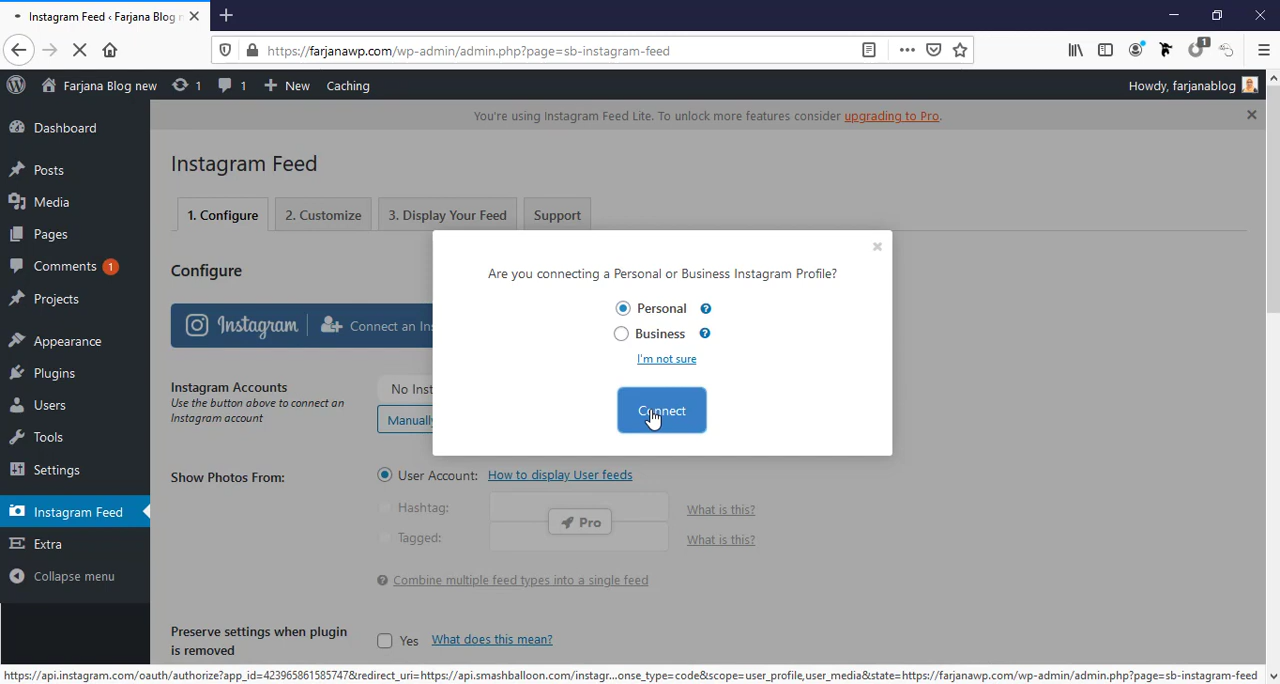 Instagram Feed ‹ Farjana Blog n
https://farjanawp.com/wp-admin/admin.php?page=sb-instagram-feed
1
Farjana Blog new
1
1
New
Caching
Howdy, farjanablog
You're using Instagram Feed Lite. To unlock more features consider upgrading to Pro.
Dashboard
Posts
Media
Pages
Comments 1
Projects
Appearance
Plugins
Users
Tools
Settings
Instagram Feed
Extra
Collapse menu
Instagram Feed
1. Configure
2. Customize
3. Display Your Feed
Support
Configure
Instagram
Connect an
Instagram Accounts
Use the button above to connect an
Instagram account
Are you connecting a Personal or Business Instagram Profile?
Personal
Business
I'm not sure
Connect
Show Photos From:
User Account: How to display User feeds
Hashtag:
What is this?
Pro
Tagged:
What is this?
Combine multiple feed types into a single feed
Preserve settings when plugin
is removed
Yes What does this mean?
https://api.instagram.com/oauth/authorize?app_id=423965861585747&redirect_uri=https://api.smashballoon.com/instagr...onse_type=code&scope=user_profile,user_media&state=https://farjanawp.com/wp-admin/admin.php?page=sb-instagram-feed